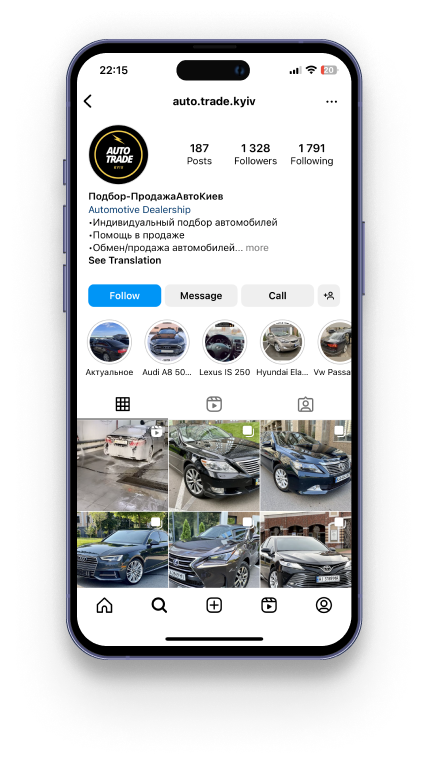 22:15
20
auto.trade.kyiv
AUTO
TRADE
KYIV
187
1 328
1 791
Posts
Followers
Following
Подбор-ПродажаАвтоКиев
Automotive Dealership
•Индивидуальный подбор автомобилей
•Помощь в продаже
•Обмен/продажа автомобилей... more
See Translation
Follow
Message
Call
Актуальное
Audi A8 50...
Lexus IS 250
Hyundai Ela...
Vw Passa